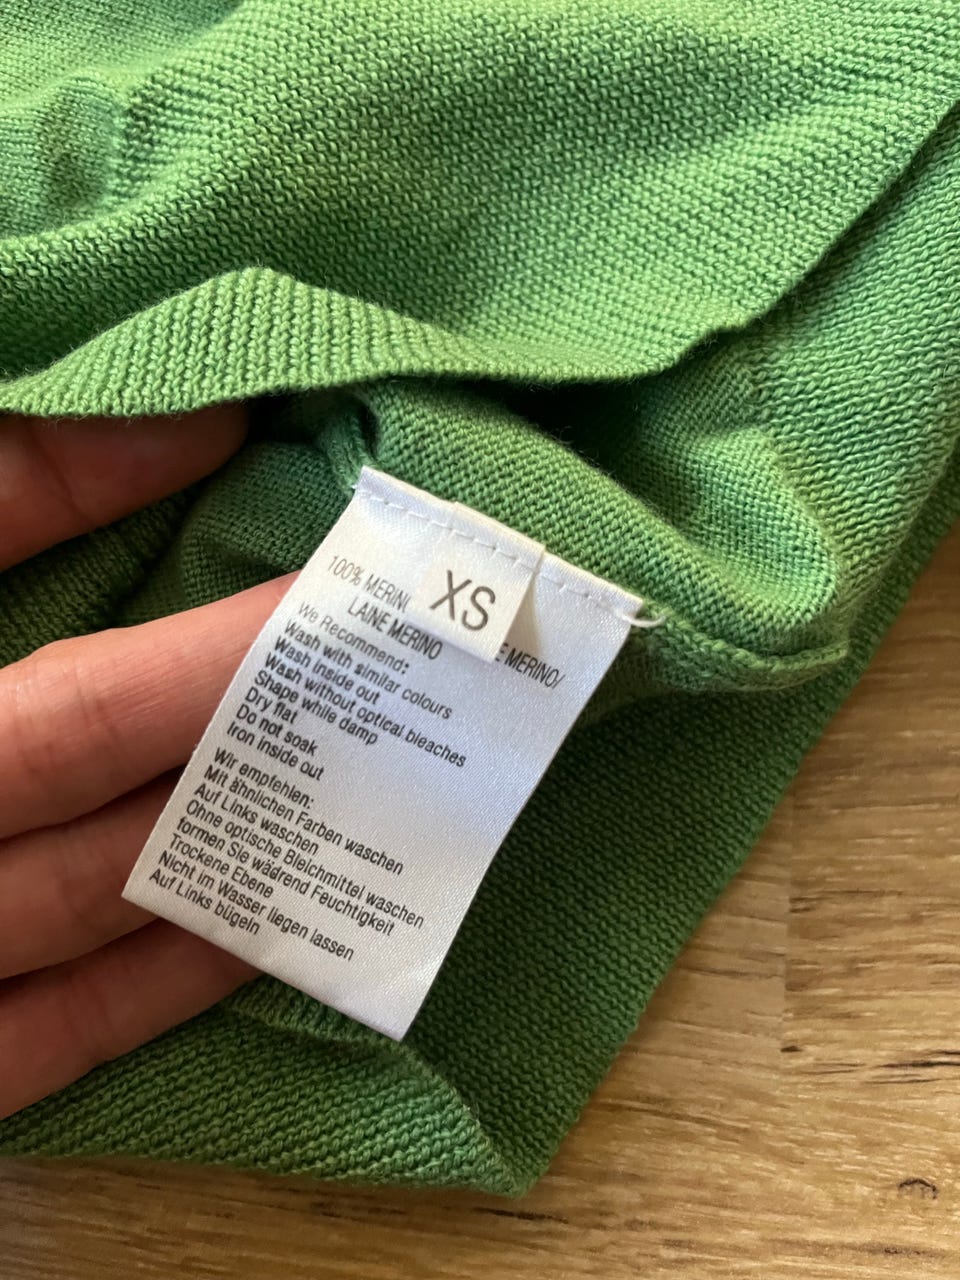 XS
100% MERIN
LAINE MERINO E MERINO/
We Recommend:
Wash with similar colours
Wash inside out
Wash without optical bleaches
Shape while damp
Dry flat
Do not soak
Iron inside out
Wir empfehlen:
Mit ähnlichen Farben waschen
Auf Links waschen
Ohne optische Bleichmittel waschen
formen Sie während Feuchtigkeit
Trockene Ebene
Nicht im Wasser liegen lassen
Auf Links bügeln